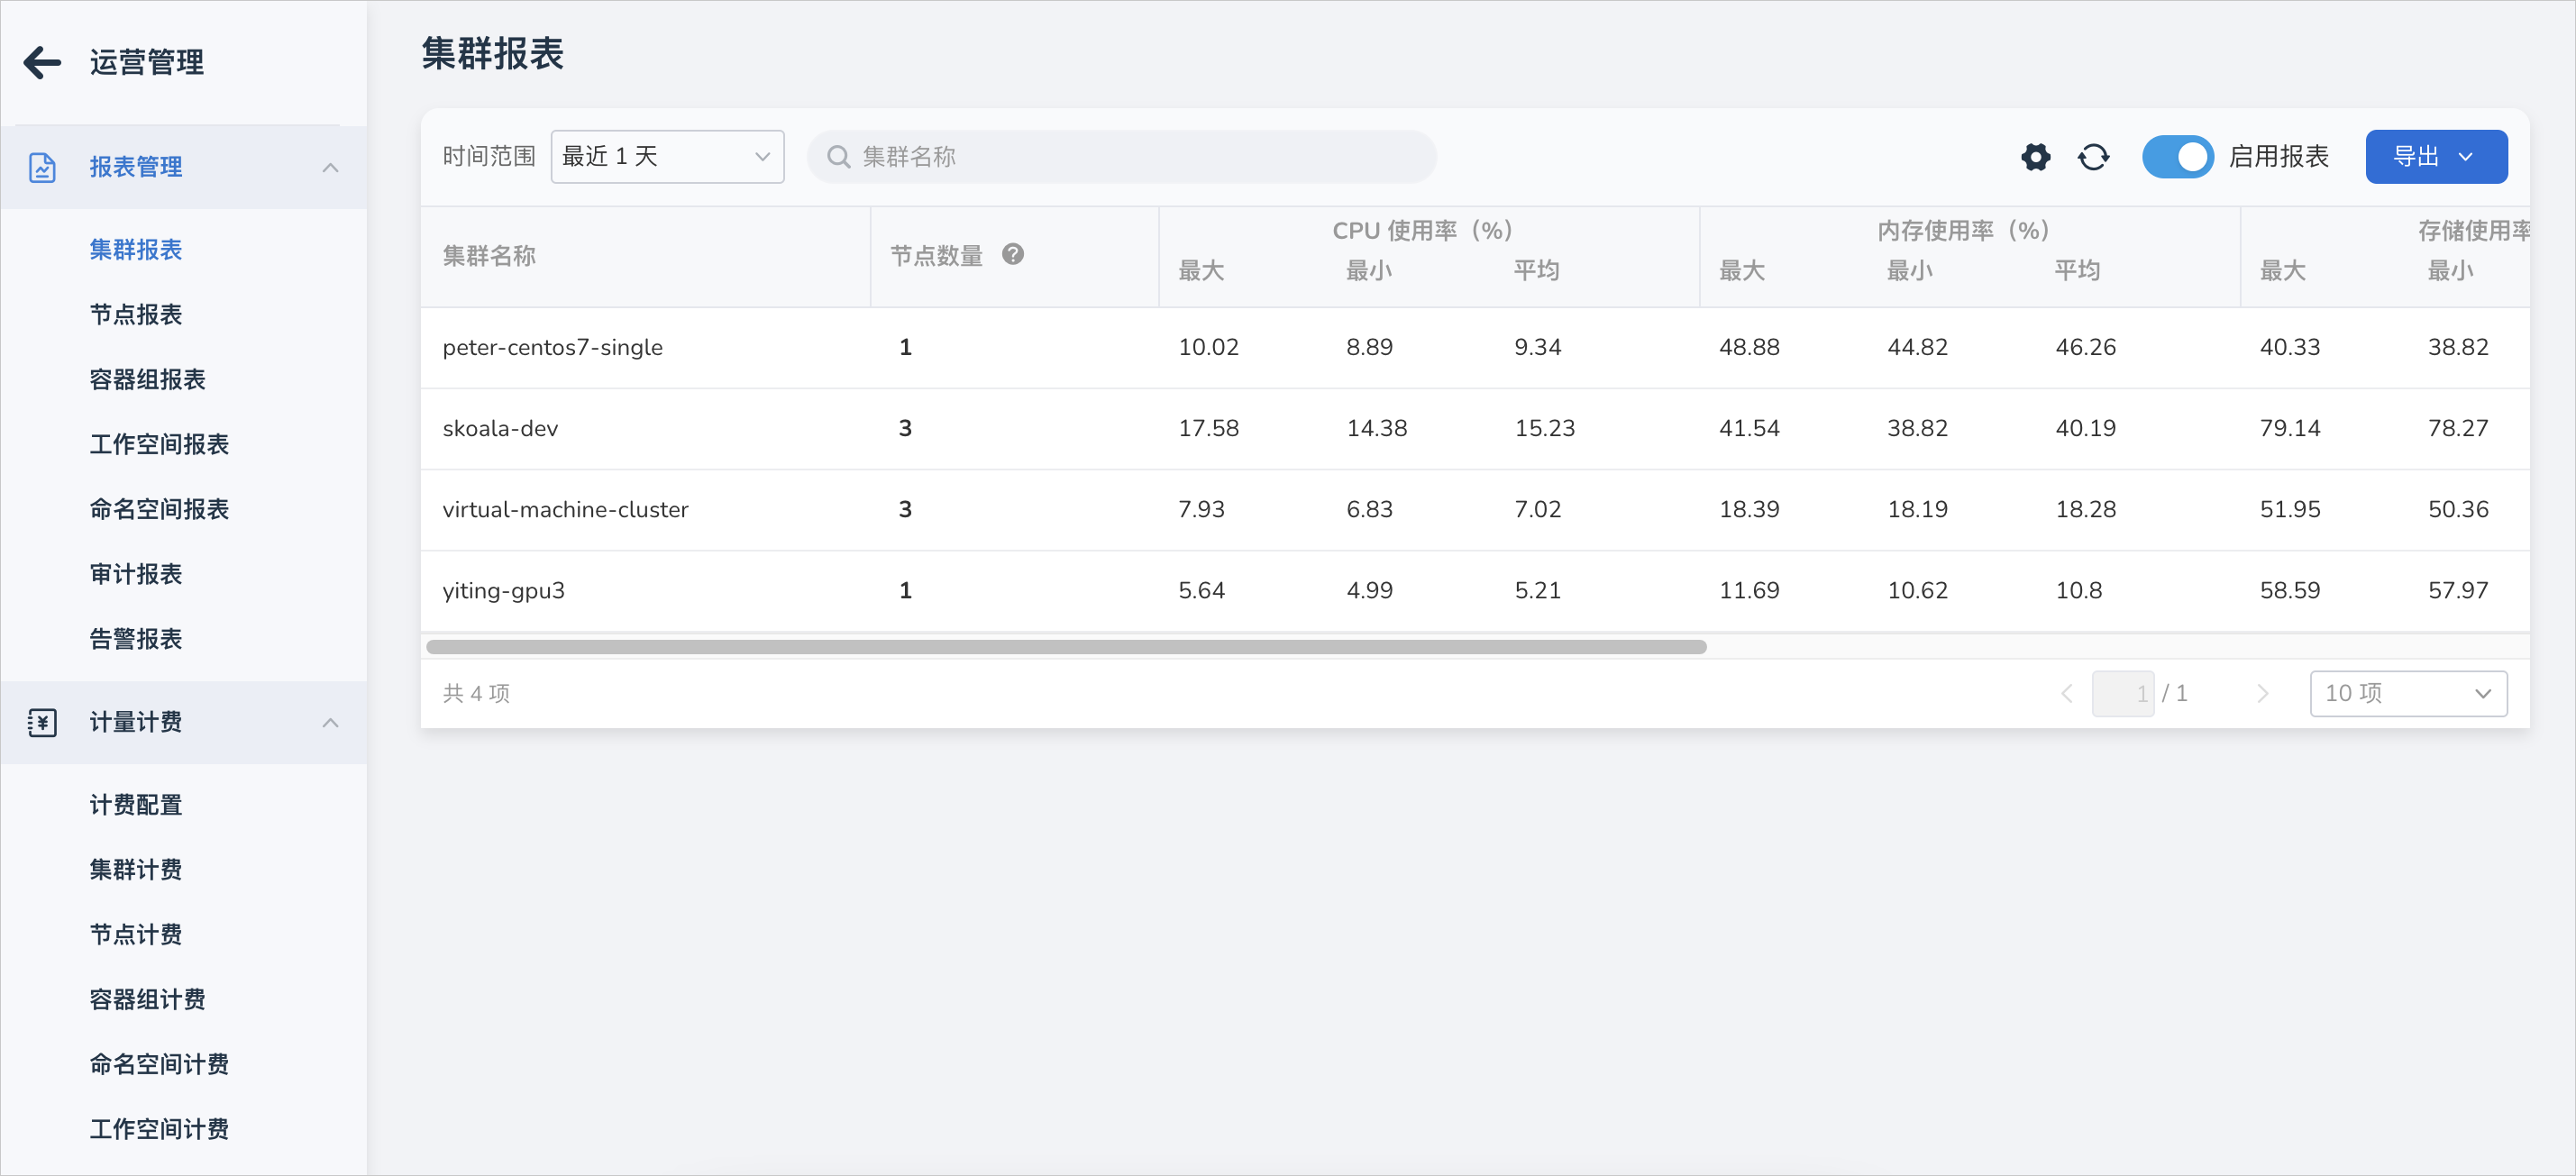 运营管理
报表管理
集群报表
节点报表
容器组报表
工作空间报表
命名空间报表
审计报表
告警报表
计量计费
计费配置
集群计费
节点计费
容器组计费
命名空间计费
工作空间计费
集群报表
时间范围 最近 1 天 集群名称 启用报表 导出
集群名称 节点数量 ? CPU 使用率（%） 内存使用率（%） 存储使用率
最大 最小 平均 最大 最小 平均 最大 最小
peter-centos7-single 1 10.02 8.89 9.34 48.88 44.82 46.26 40.33 38.82
skoala-dev 3 17.58 14.38 15.23 41.54 38.82 40.19 79.14 78.27
virtual-machine-cluster 3 7.93 6.83 7.02 18.39 18.19 18.28 51.95 50.36
yiting-gpu3 1 5.64 4.99 5.21 11.69 10.62 10.8 58.59 57.97
共 4 项 1 / 1 10 项